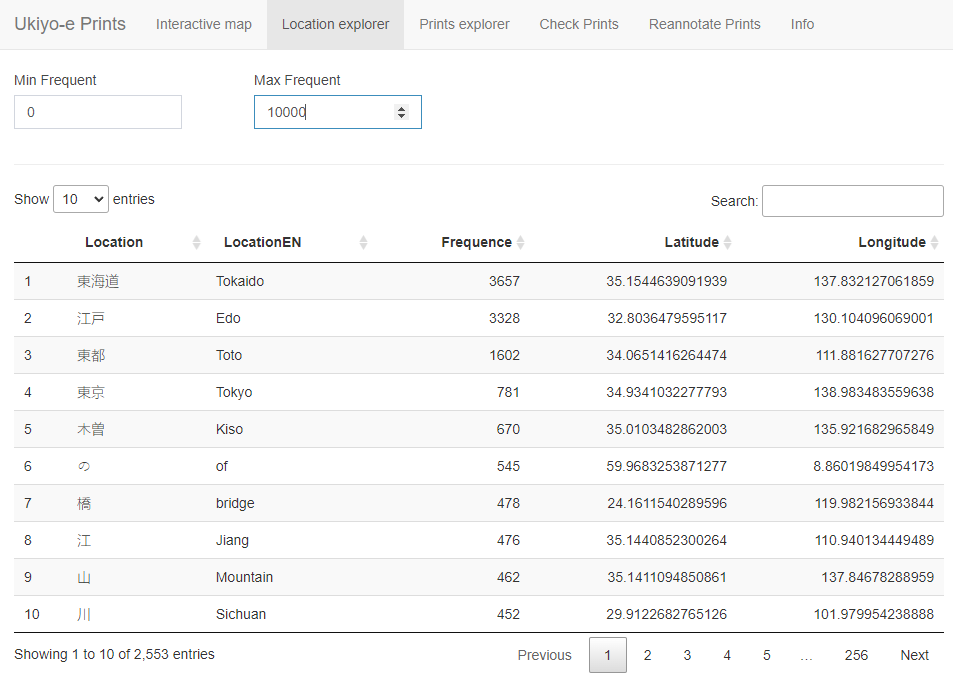 Ukiyo-e Prints Interactive map Location explorer Prints explorer Check Prints Reannotate Prints Info
Min Frequent Max Frequent
0 10000
Show 10 entries Search:
Location LocationEN Frequence Latitude Longitude
1 東海道 Tokaido 3657 35.1544639091939 137.832127061859
2 江戸 Edo 3328 32.8036479595117 130.104096069001
3 東都 Toto 1602 34.0651416264474 111.881627707276
4 東京 Tokyo 781 34.9341032277793 138.983483559638
5 木曽 Kiso 670 35.0103482862003 135.921682965849
6 の of 545 59.9683253871277 8.86019849954173
7 橋 bridge 478 24.1611540289596 119.982156933844
8 江 Jiang 476 35.1440852300264 110.940134449489
9 山 Mountain 462 35.1411094850861 137.84678288959
10 川 Sichuan 452 29.9122682765126 101.979954238888
Showing 1 to 10 of 2,553 entries Previous 1 2 3 4 5 … 256 Next